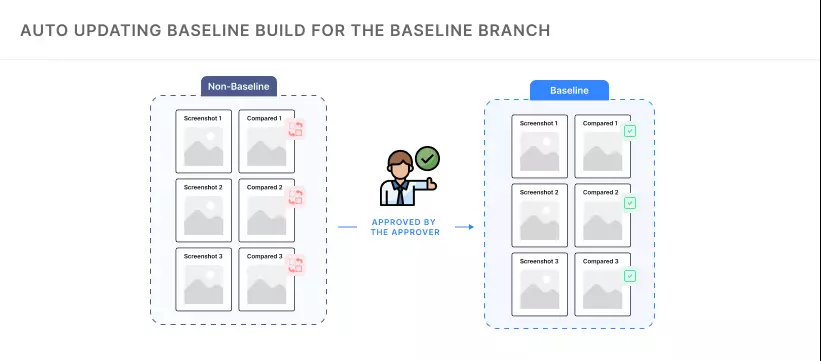 AUTO UPDATING BASELINE BUILD FOR THE BASELINE BRANCH
Non-Baseline
Screenshot 1
Compared 1
Screenshot 2
Compared 2
Screenshot 3
Compared 3
APPROVED BY
THE APPROVER
Baseline
Screenshot 1
Compared 1
Screenshot 2
Compared 2
Screenshot 3
Compared 3